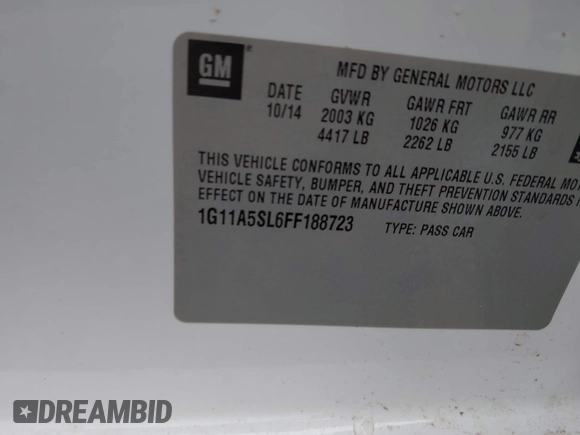 GM
MFD BY GENERAL MOTORS LLC
DATE GVWR GAWR FRT GAWR RR
10/14 2003 KG 1026 KG 977 KG
4417 LB 2262 LB 2155 LB
THIS VEHICLE CONFORMS TO ALL APPLICABLE U.S. FEDERAL MO
VEHICLE SAFETY, BUMPER, AND THEFT PREVENTION STANDARDS
EFFECT ON THE DATE OF MANUFACTURE SHOWN ABOVE.
1G11A5SL6FF188723 TYPE: PASS CAR
DREAMBID